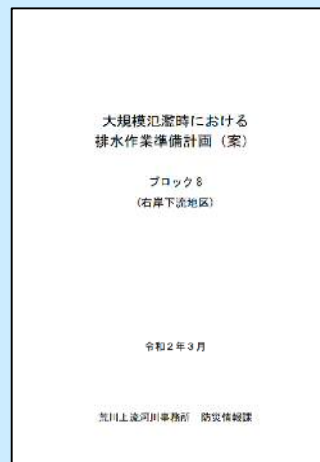 大規模氾濫時における
排水作業準備計画（案）
ブロック８
（右岸下流地区）
令和２年３月
荒川上流河川事務所　防災情報課